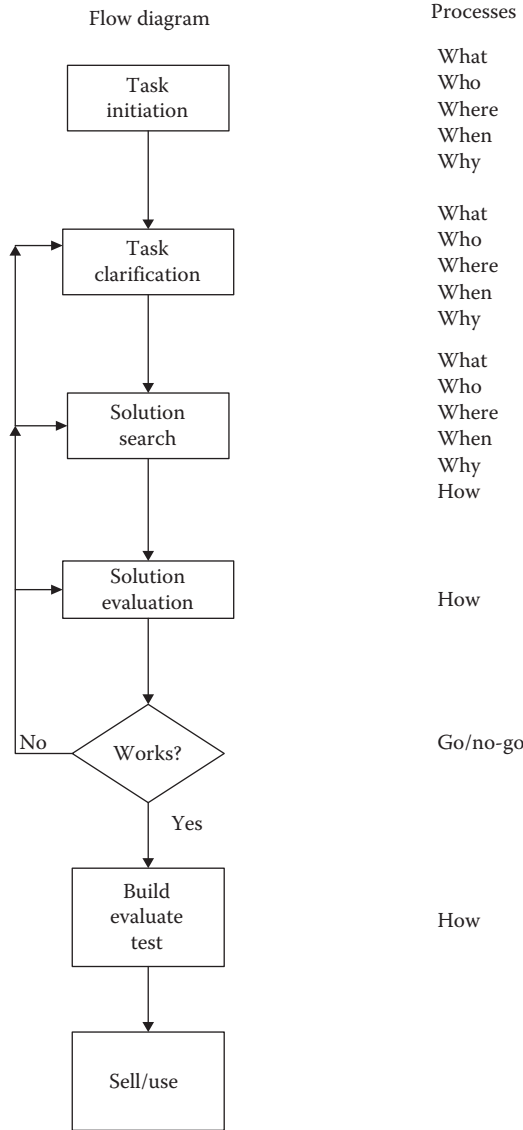 Flow diagram
Processes
Task
initiation
What
Who
Where
When
Why
Task
clarification
What
Who
Where
When
Why
Solution
search
What
Who
Where
When
Why
How
Solution
evaluation
How
No
Works?
Go/no-go
Yes
Build
evaluate
test
How
Sell/use